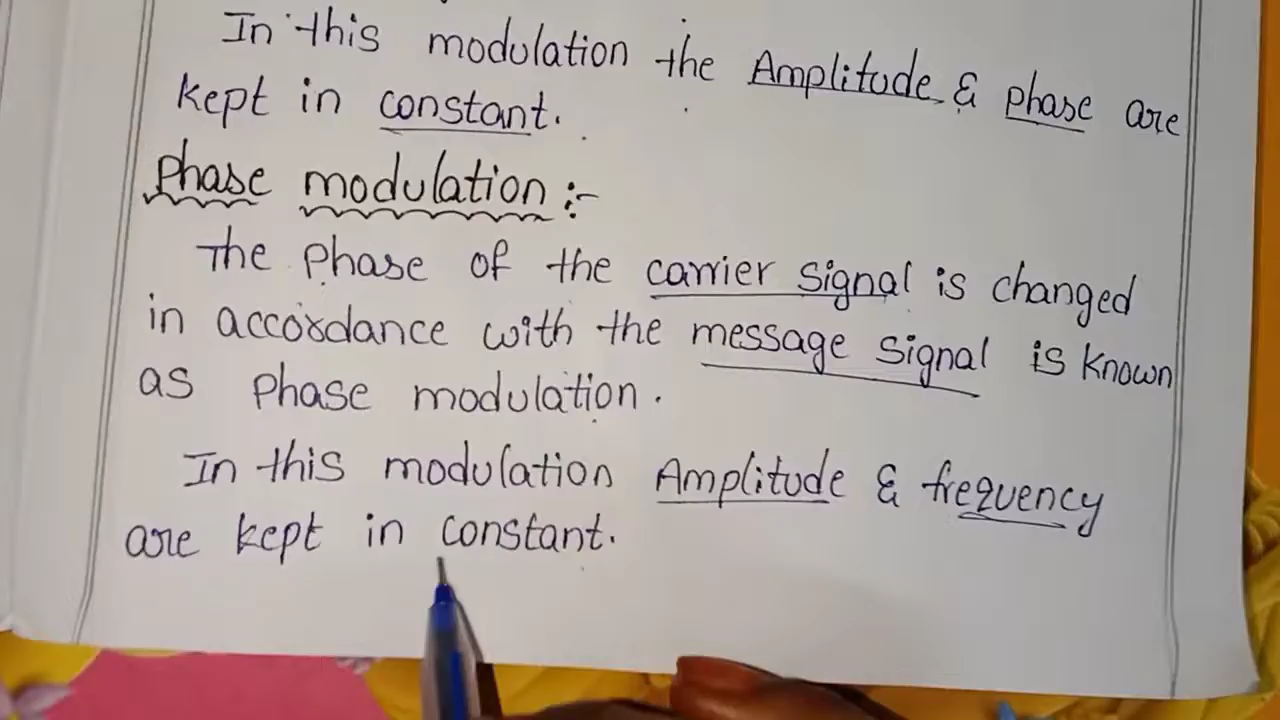 In this modulation the Amplitude & phase are
kept in constant.
Phase modulation :-
The Phase of the carrier signal is changed
in accordance with the message signal is known
as Phase modulation.
In this modulation Amplitude & frequency
are kept in constant.